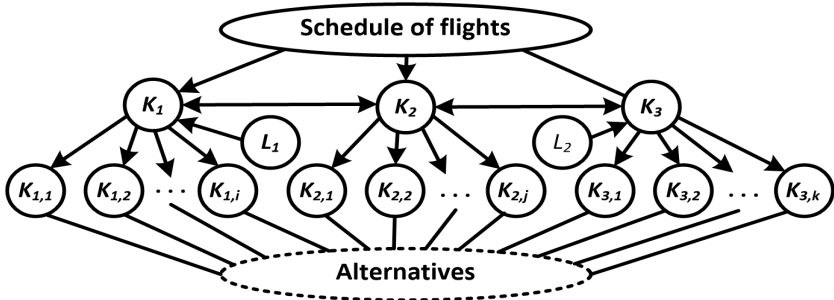 Schedule of flights
K1 K2 K3
L1 L2
K1,1 K1,2 ... K1,i K2,1 K2,2 ... K2,j K3,1 K3,2 ... K3,k
Alternatives